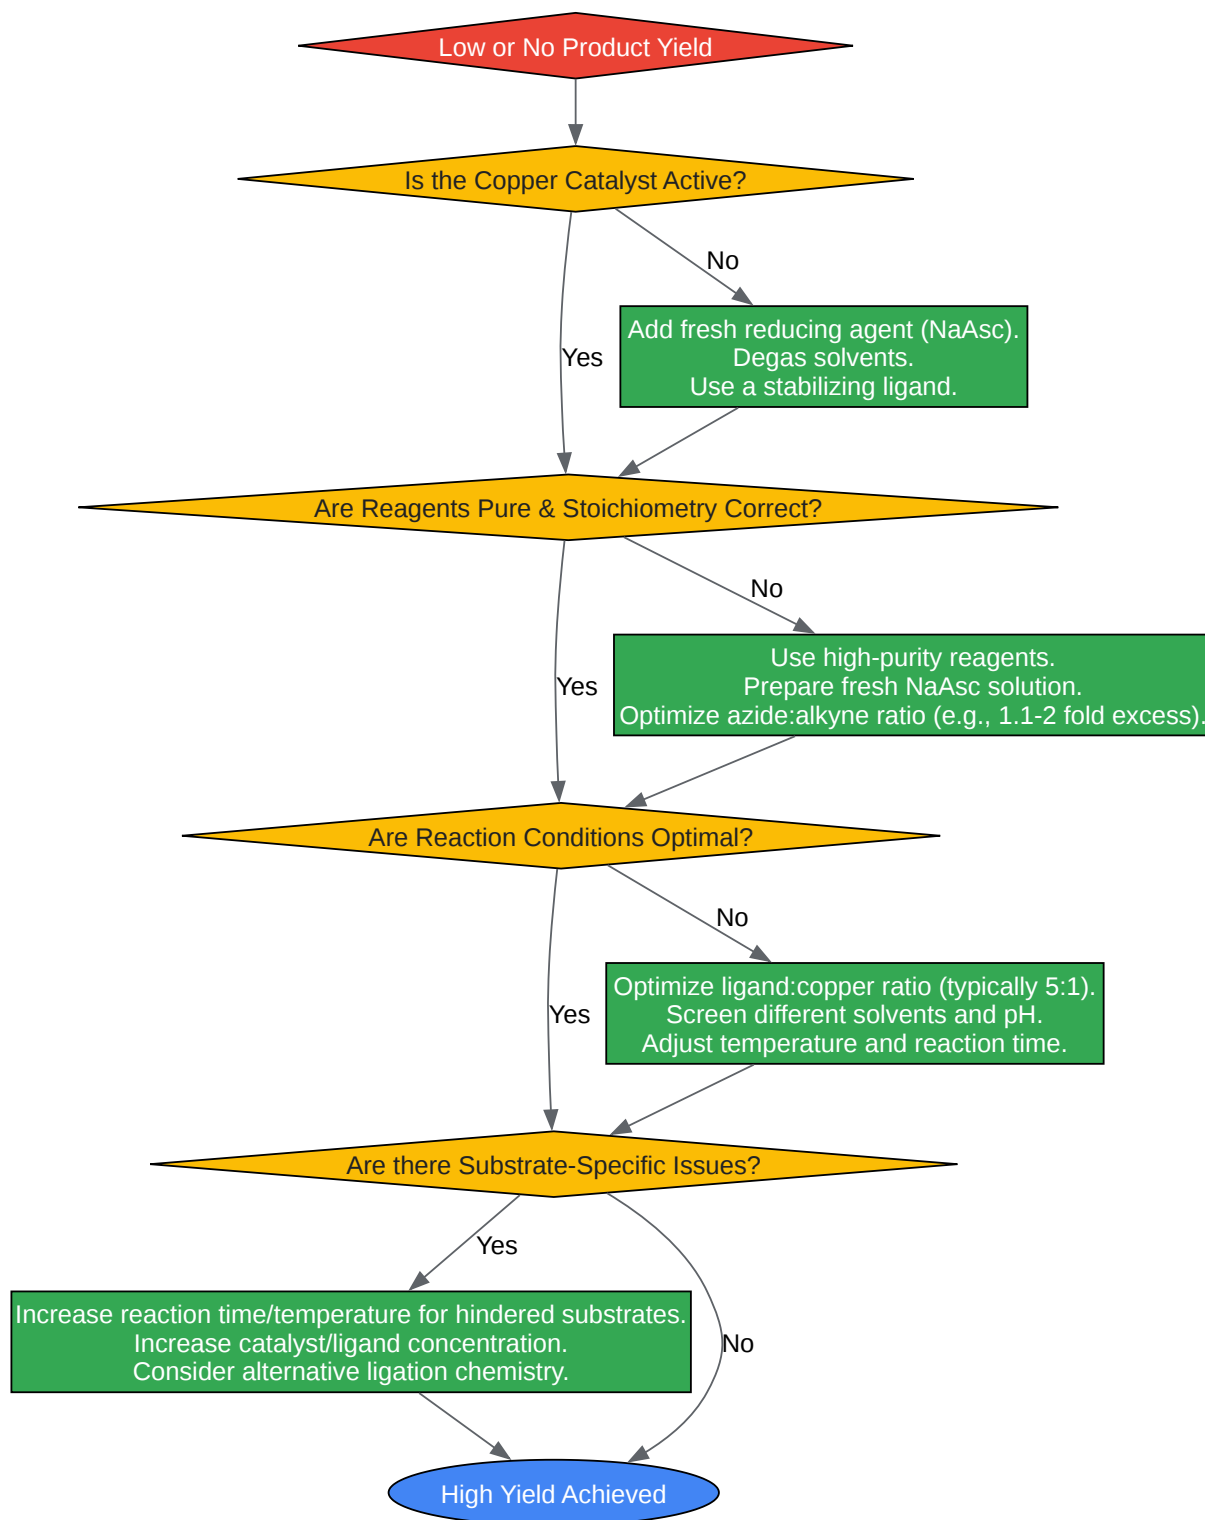 Low or No Product Yield
Is the Copper Catalyst Active?
No
Add fresh reducing agent (NaAsc).
Degas solvents.
Use a stabilizing ligand.
Yes
Are Reagents Pure & Stoichiometry Correct?
No
Use high-purity reagents.
Prepare fresh NaAsc solution.
Optimize azide:alkyne ratio (e.g., 1.1-2 fold excess).
Yes
Are Reaction Conditions Optimal?
No
Optimize ligand:copper ratio (typically 5:1).
Screen different solvents and pH.
Adjust temperature and reaction time.
Yes
Are there Substrate-Specific Issues?
Yes
Increase reaction time/temperature for hindered substrates.
Increase catalyst/ligand concentration.
Consider alternative ligation chemistry.
No
High Yield Achieved